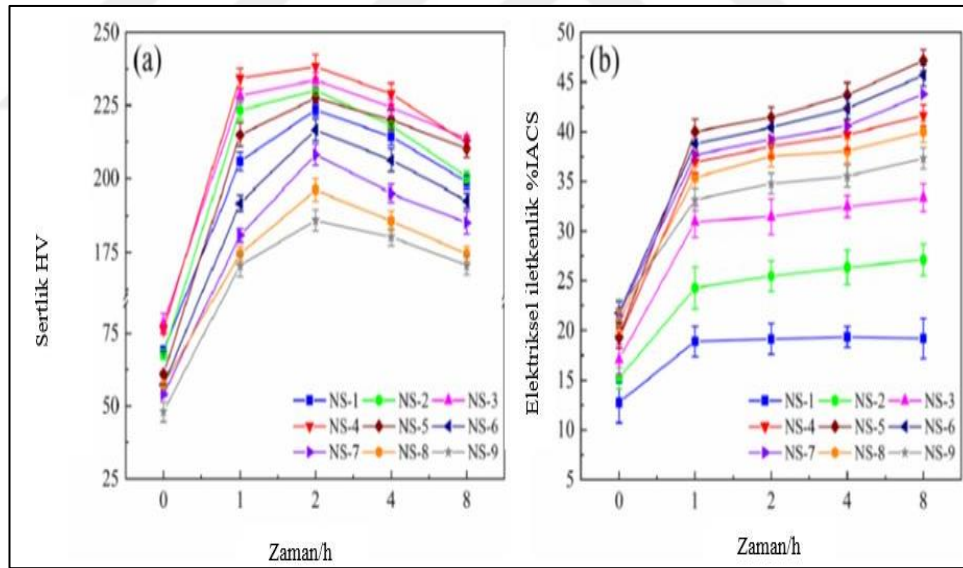 250
225
200
175
75
50
25
(a)
Sertlik HV
NS-1 NS-2 NS-3
NS-4 NS-5 NS-6
NS-7 NS-8 NS-9
0 1 2 4 8
Zaman/h
50
45
40
35
30
25
20
15
10
5
(b)
Elektriksel iletkenlik %IACS
NS-1 NS-2 NS-3
NS-4 NS-5 NS-6
NS-7 NS-8 NS-9
0 1 2 4 8
Zaman/h